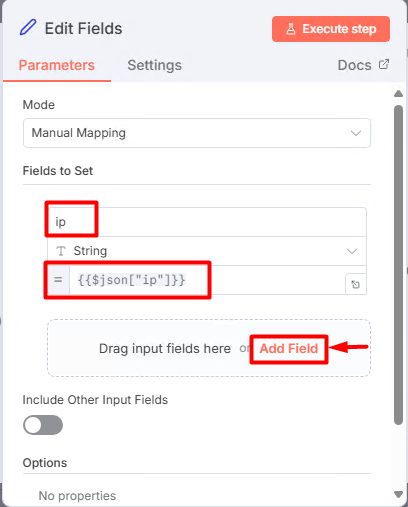 Edit Fields
Execute step
Parameters
Settings
Docs
Mode
Manual Mapping
Fields to Set
ip
T String
= {{$json["ip"]}}
Drag input fields here or Add Field
Include Other Input Fields
Options
No properties